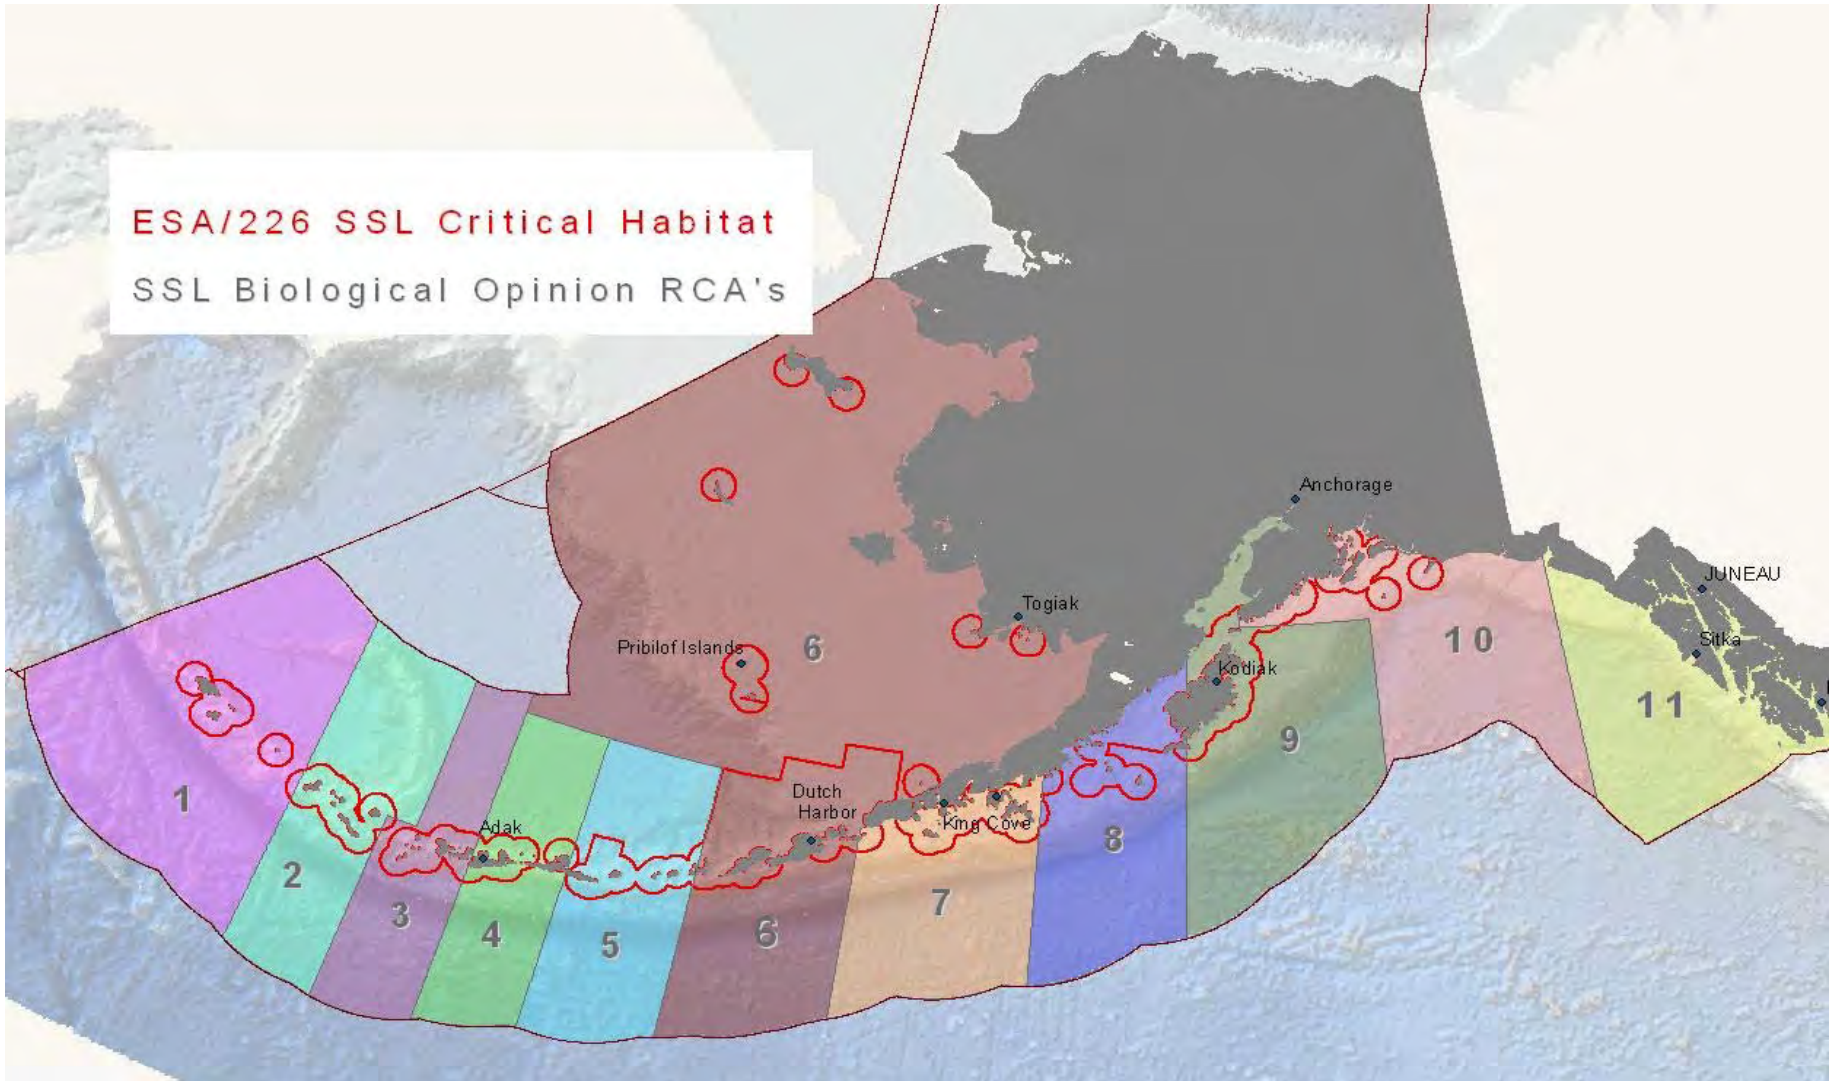 ESA/226 SSL Critical Habitat
SSL Biological Opinion RCA's
Anchorage
JUNEAU
Togiak
Sitka
Pribilof Islands
6
10
Kodiak
11
9
Dutch
Harbor
1
King Cove
Adak
8
2
7
3
4
5
6